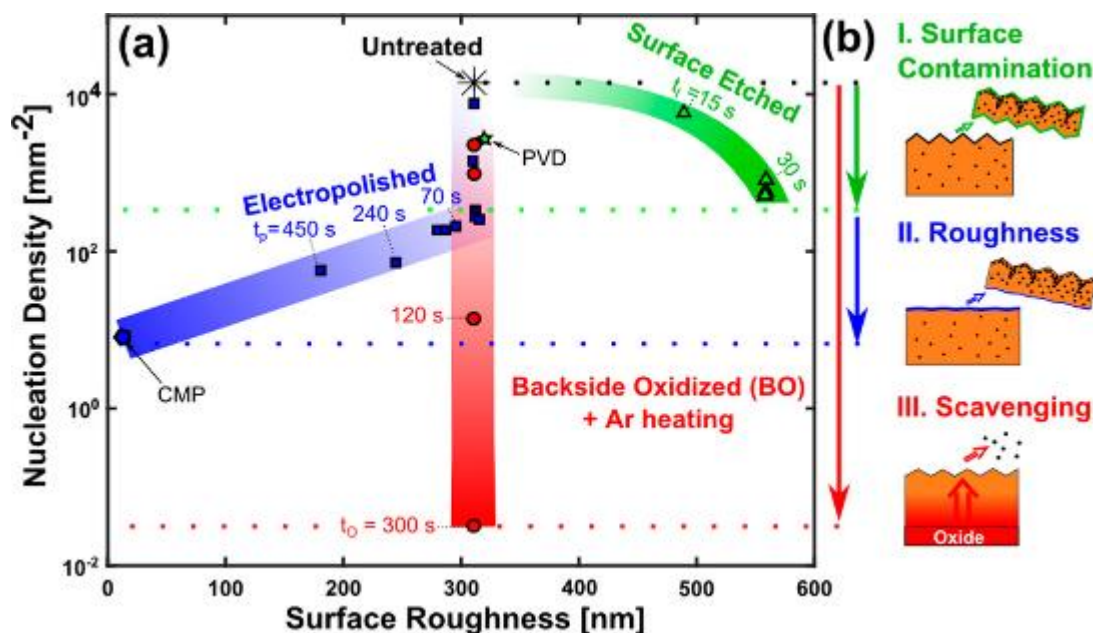 (a)
Untreated
Surface Etched
t_i=15 s
30 s
PVD
Electropolished
70 s
240 s
t_p=450 s
120 s
CMP
Backside Oxidized (BO)
+ Ar heating
t_O = 300 s
10^4
10^2
10^0
10^-2
Nucleation Density [mm^-2]
0 100 200 300 400 500 600
Surface Roughness [nm]
(b)
I. Surface
Contamination
II. Roughness
III. Scavenging
Oxide